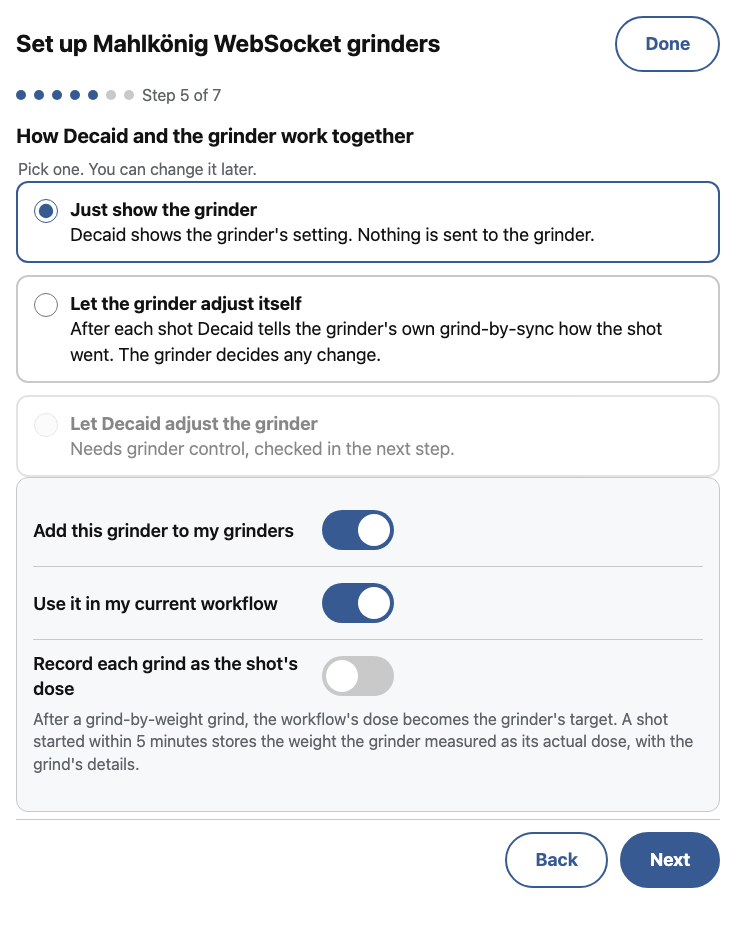 Set up Mahlkönig WebSocket grinders
Done
Step 5 of 7
How Decaid and the grinder work together
Pick one. You can change it later.
Just show the grinder
Decaid shows the grinder's setting. Nothing is sent to the grinder.
Let the grinder adjust itself
After each shot Decaid tells the grinder's own grind-by-sync how the shot
went. The grinder decides any change.
Let Decaid adjust the grinder
Needs grinder control, checked in the next step.
Add this grinder to my grinders
Use it in my current workflow
Record each grind as the shot's
dose
After a grind-by-weight grind, the workflow's dose becomes the grinder's target. A shot
started within 5 minutes stores the weight the grinder measured as its actual dose, with the
grind's details.
Back
Next